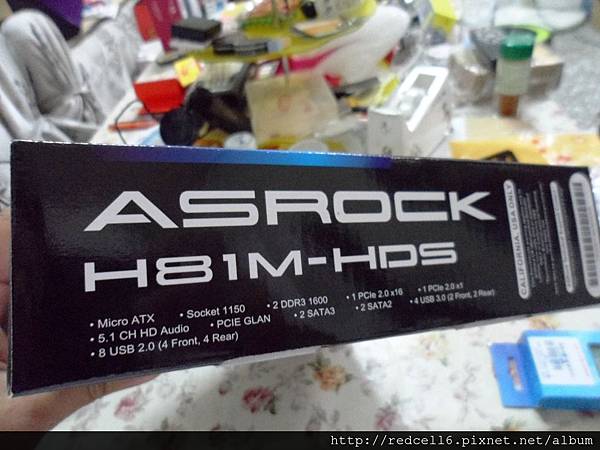 ASROCK
H81M-HDS
• Micro ATX • Socket 1150 • 2 DDR3 1600 • 1 PCIe 2.0 x16 • 1 PCIe 2.0 x1
• 5.1 CH HD Audio • PCIE GLAN • 2 SATA3 • 2 SATA2 • 4 USB 3.0 (2 Front, 2 Rear)
• 8 USB 2.0 (4 Front, 4 Rear)
CALIFORNIA, USA ONLY
http://redcell6.pixnet.net/album